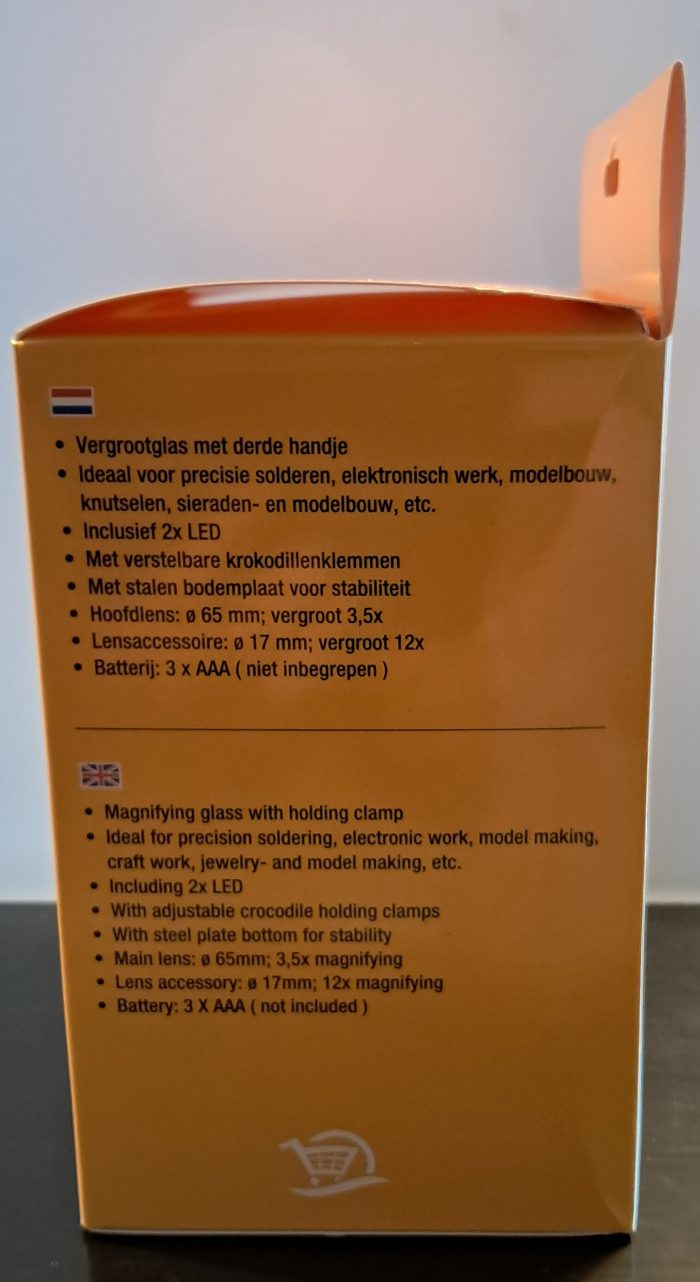 • Vergrootglas met derde handje
• Ideaal voor precisie solderen, elektronisch werk, modelbouw,
knutselen, sieraden- en modelbouw, etc.
• Inclusief 2x LED
• Met verstelbare krokodillenklemmen
• Met stalen bodemplaat voor stabiliteit
• Hoofdlens: ø 65 mm; vergroot 3,5x
• Lensaccessoire: ø 17 mm; vergroot 12x
• Batterij: 3 x AAA ( niet inbegrepen )
• Magnifying glass with holding clamp
• Ideal for precision soldering, electronic work, model making,
craft work, jewelry- and model making, etc.
• Including 2x LED
• With adjustable crocodile holding clamps
• With steel plate bottom for stability
• Main lens: ø 65mm; 3,5x magnifying
• Lens accessory: ø 17mm; 12x magnifying
• Battery: 3 X AAA ( not included )